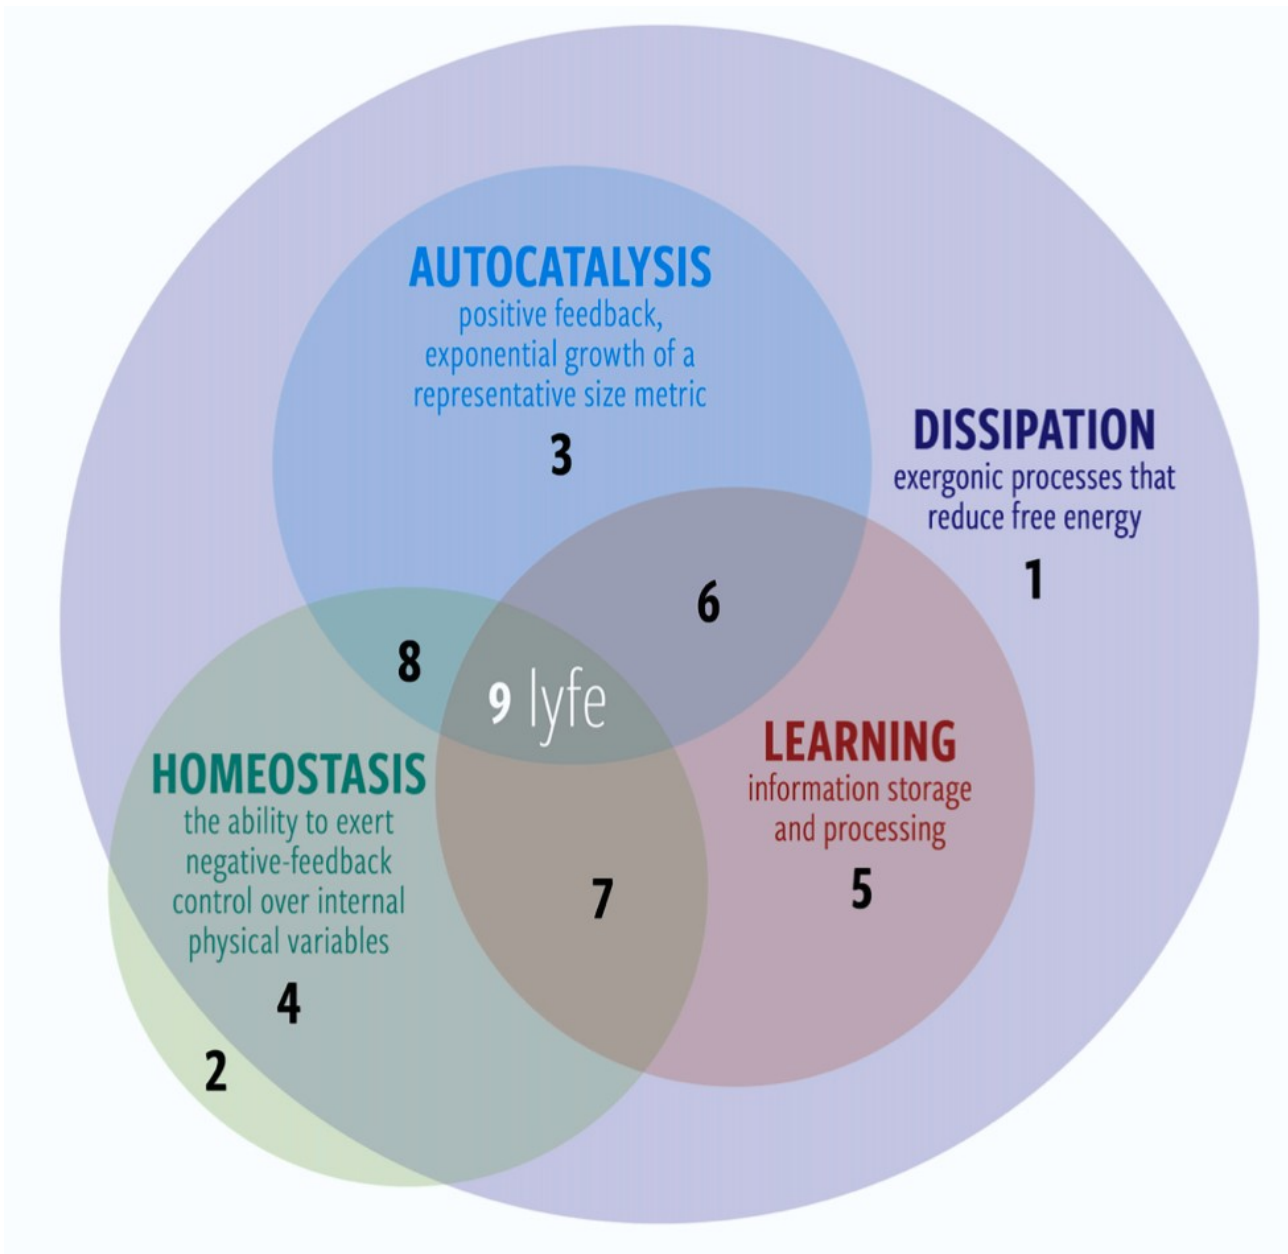 AUTOCATALYSIS
positive feedback,
exponential growth of a
representative size metric
3
DISSIPATION
exergonic processes that
reduce free energy
1
6
8
9 lyfe
LEARNING
information storage
and processing
5
HOMEOSTASIS
the ability to exert
negative-feedback
control over internal
physical variables
4
7
2